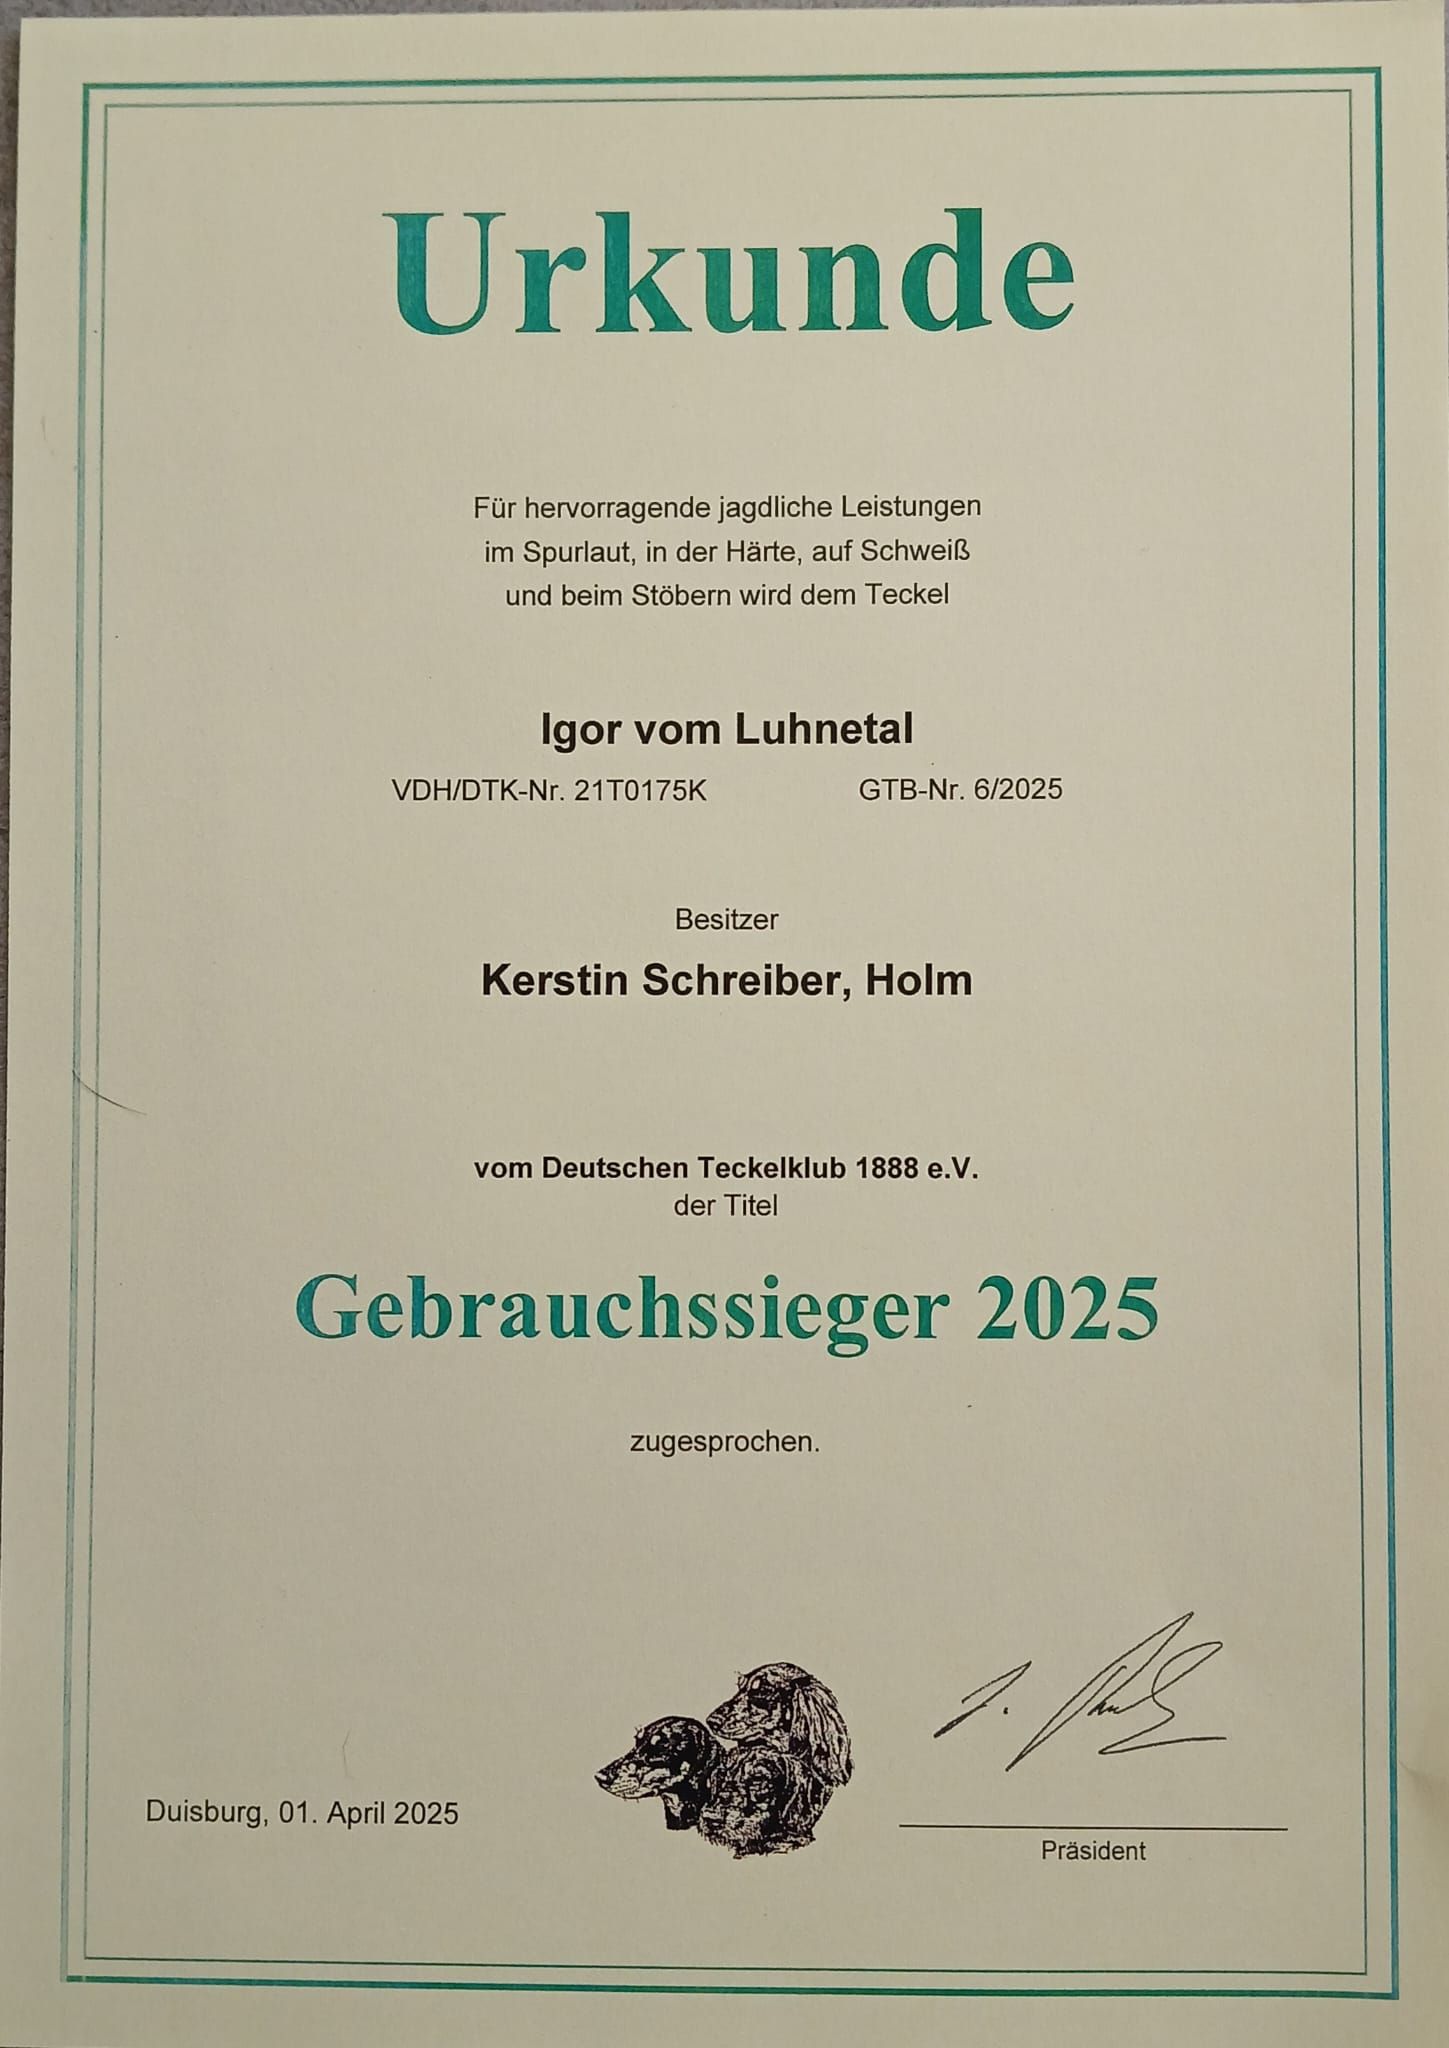 Urkunde
Für hervorragende jagdliche Leistungen
im Spurlaut, in der Härte, auf Schweiß
und beim Stöbern wird dem Teckel
Igor vom Luhnetal
VDH/DTK-Nr. 21T0175K GTB-Nr. 6/2025
Besitzer
Kerstin Schreiber, Holm
vom Deutschen Teckelklub 1888 e.V.
der Titel
Gebrauchssieger 2025
zugesprochen.
Duisburg, 01. April 2025
Präsident